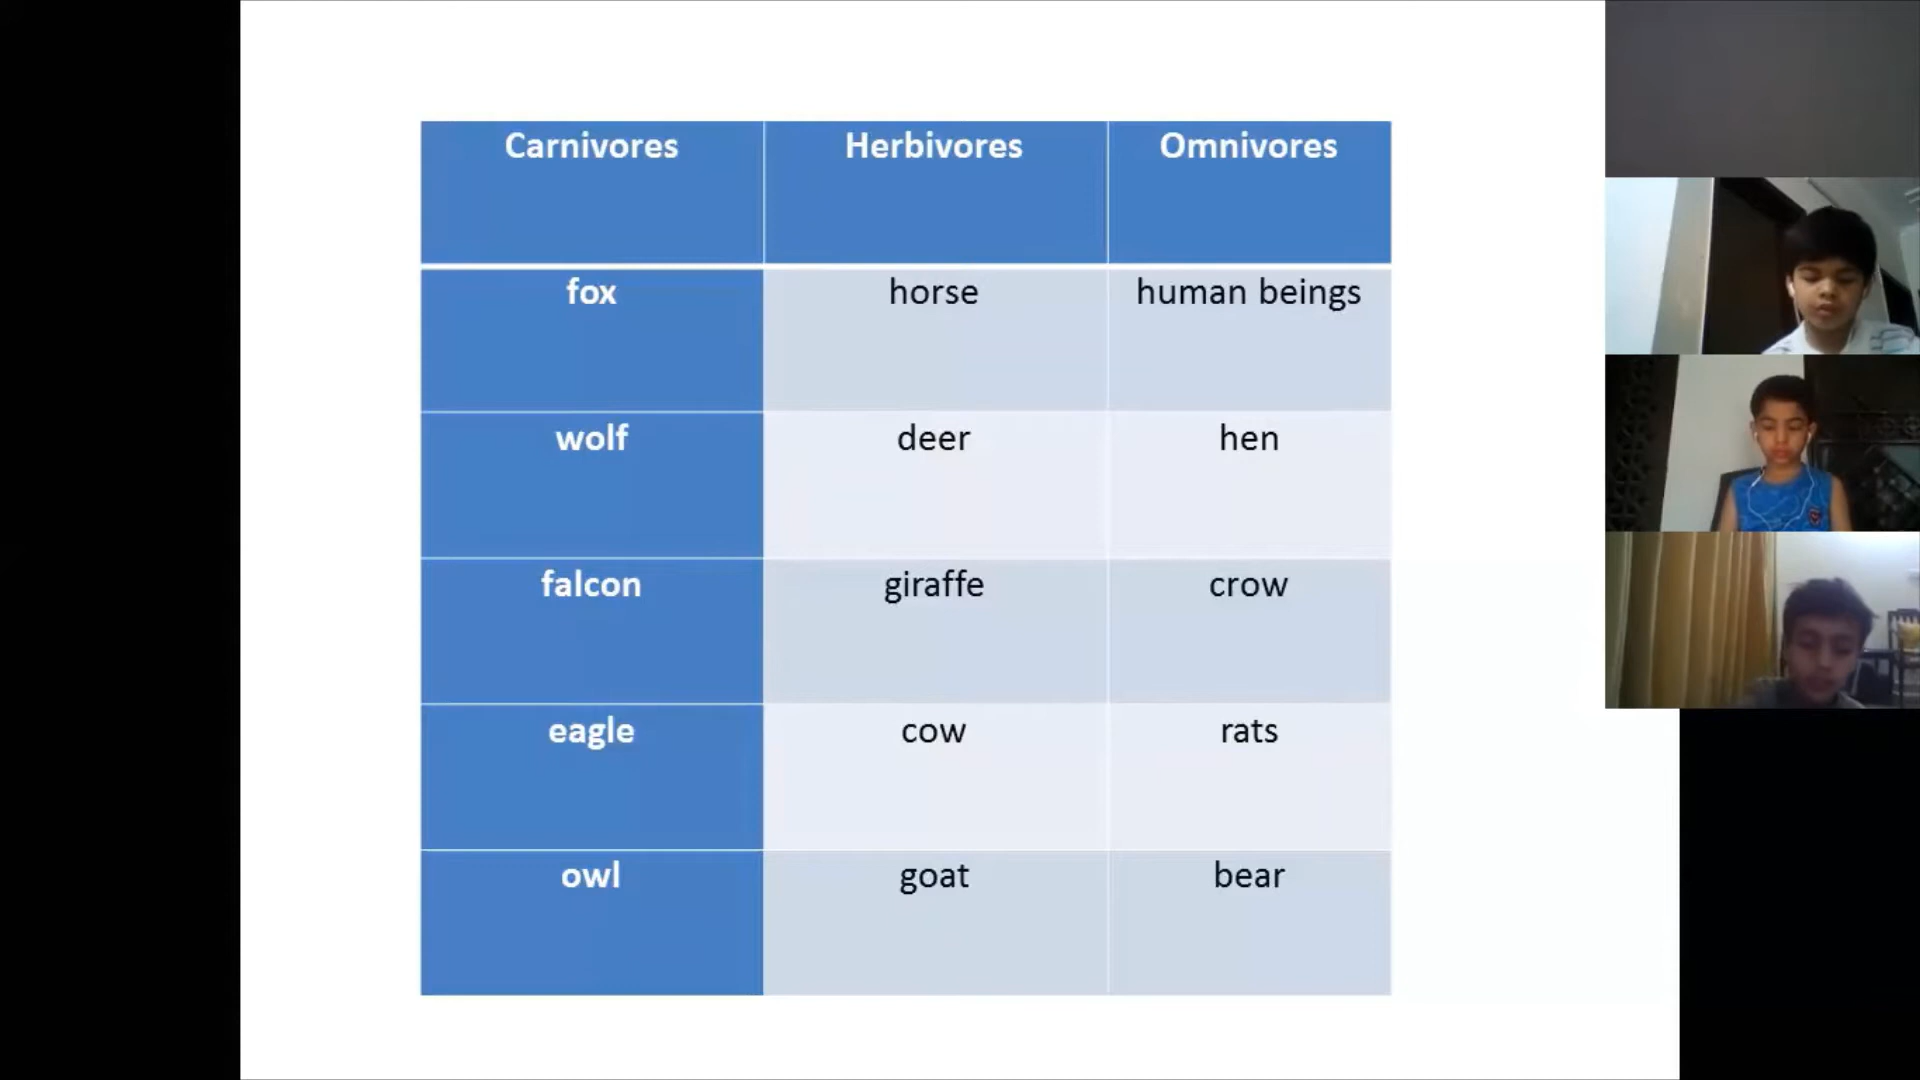 Carnivores Herbivores Omnivores
fox horse human beings
wolf deer hen
falcon giraffe crow
eagle cow rats
owl goat bear